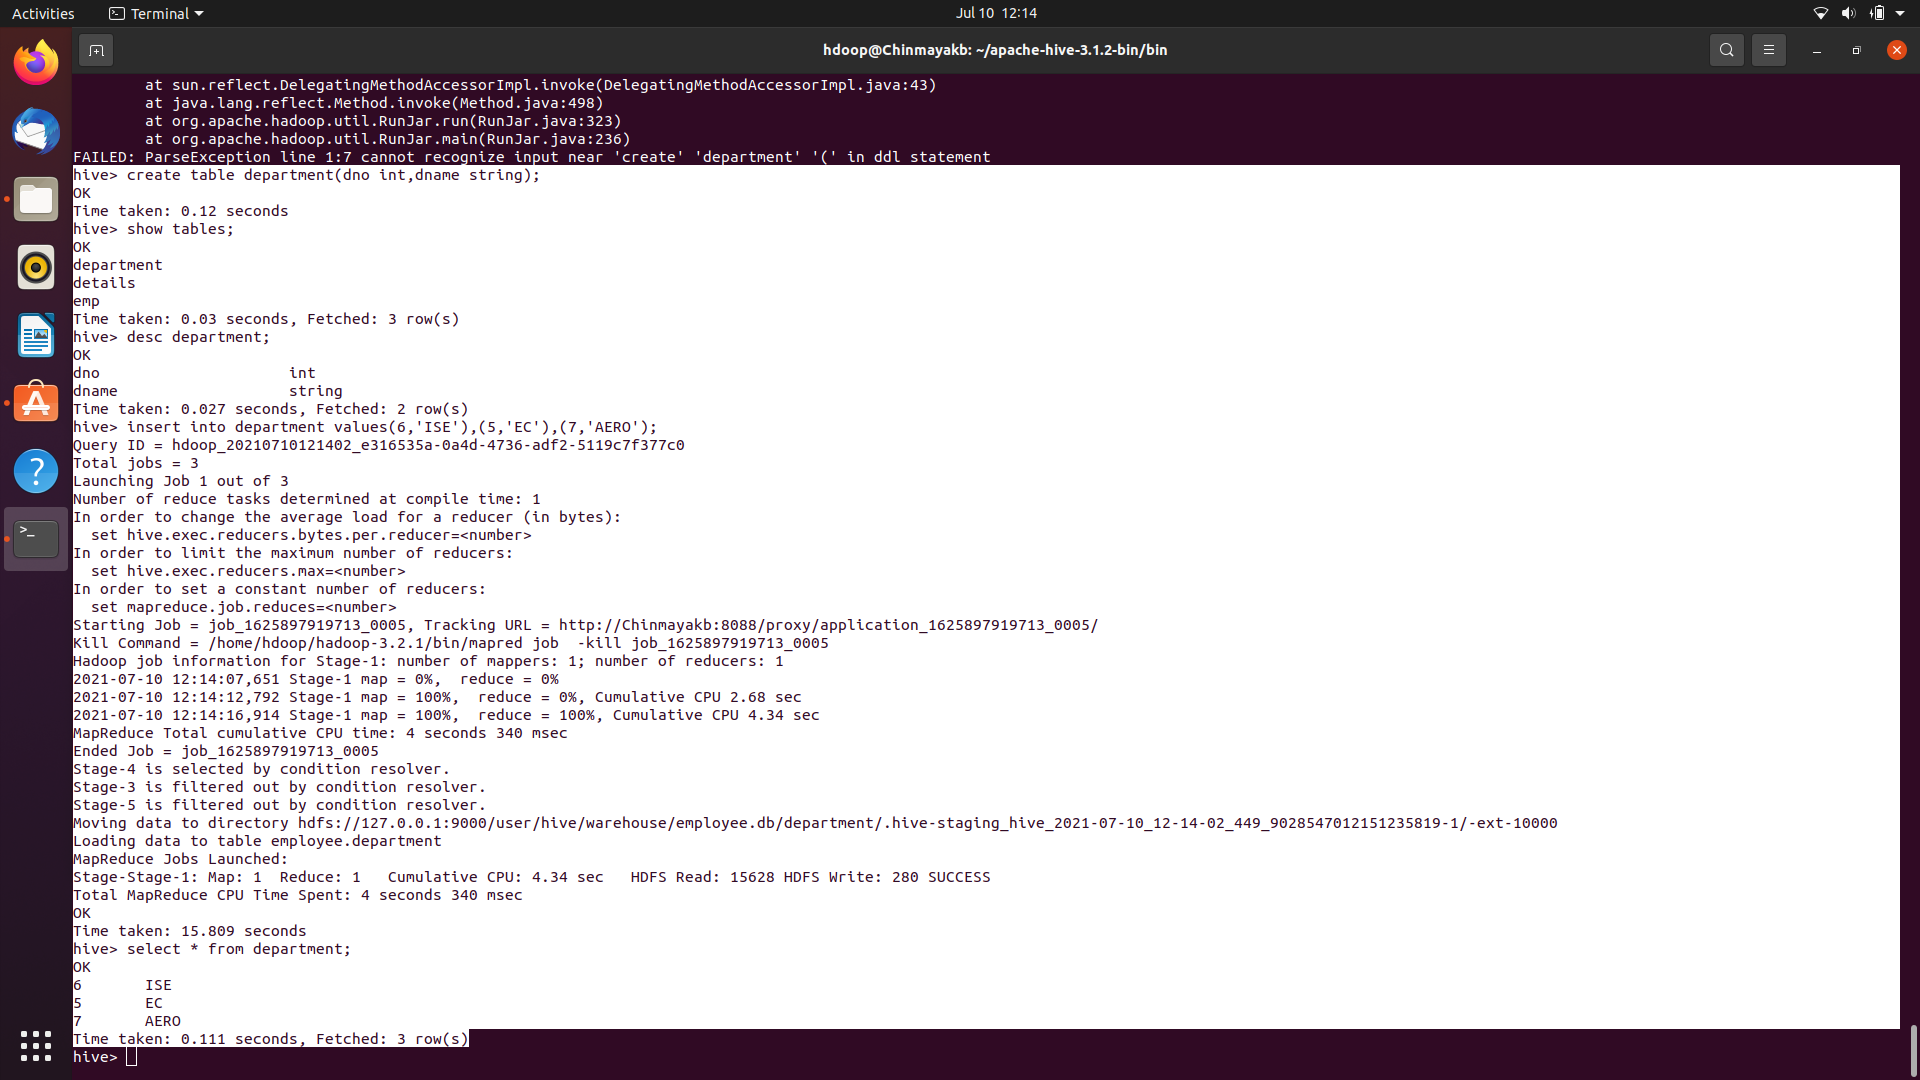 Activities
Terminal
Jul 10 12:14
hdoop@Chinmayakb: ~/apache-hive-3.1.2-bin/bin
at sun.reflect.DelegatingMethodAccessorImpl.invoke(DelegatingMethodAccessorImpl.java:43)
at java.lang.reflect.Method.invoke(Method.java:498)
at org.apache.hadoop.util.RunJar.run(RunJar.java:323)
at org.apache.hadoop.util.RunJar.main(RunJar.java:236)
FAILED: ParseException line 1:7 cannot recognize input near 'create' 'department' '(' in ddl statement
hive> create table department(dno int,dname string);
OK
Time taken: 0.12 seconds
hive> show tables;
OK
department
details
emp
Time taken: 0.03 seconds, Fetched: 3 row(s)
hive> desc department;
OK
dno                     int
dname                   string
Time taken: 0.027 seconds, Fetched: 2 row(s)
hive> insert into department values(6,'ISE'),(5,'EC'),(7,'AERO');
Query ID = hdoop_20210710121402_e316535a-0a4d-4736-adf2-5119c7f377c0
Total jobs = 3
Launching Job 1 out of 3
Number of reduce tasks determined at compile time: 1
In order to change the average load for a reducer (in bytes):
  set hive.exec.reducers.bytes.per.reducer=<number>
In order to limit the maximum number of reducers:
  set hive.exec.reducers.max=<number>
In order to set a constant number of reducers:
  set mapreduce.job.reduces=<number>
Starting Job = job_1625897919713_0005, Tracking URL = http://Chinmayakb:8088/proxy/application_1625897919713_0005/
Kill Command = /home/hdoop/hadoop-3.2.1/bin/mapred job  -kill job_1625897919713_0005
Hadoop job information for Stage-1: number of mappers: 1; number of reducers: 1
2021-07-10 12:14:07,651 Stage-1 map = 0%,  reduce = 0%
2021-07-10 12:14:12,792 Stage-1 map = 100%,  reduce = 0%, Cumulative CPU 2.68 sec
2021-07-10 12:14:16,914 Stage-1 map = 100%,  reduce = 100%, Cumulative CPU 4.34 sec
MapReduce Total cumulative CPU time: 4 seconds 340 msec
Ended Job = job_1625897919713_0005
Stage-4 is selected by condition resolver.
Stage-3 is filtered out by condition resolver.
Stage-5 is filtered out by condition resolver.
Moving data to directory hdfs://127.0.0.1:9000/user/hive/warehouse/employee.db/department/.hive-staging_hive_2021-07-10_12-14-02_449_9028547012151235819-1/-ext-10000
Loading data to table employee.department
MapReduce Jobs Launched:
Stage-Stage-1: Map: 1  Reduce: 1   Cumulative CPU: 4.34 sec   HDFS Read: 15628 HDFS Write: 280 SUCCESS
Total MapReduce CPU Time Spent: 4 seconds 340 msec
OK
Time taken: 15.809 seconds
hive> select * from department;
OK
6       ISE
5       EC
7       AERO
Time taken: 0.111 seconds, Fetched: 3 row(s)
hive>